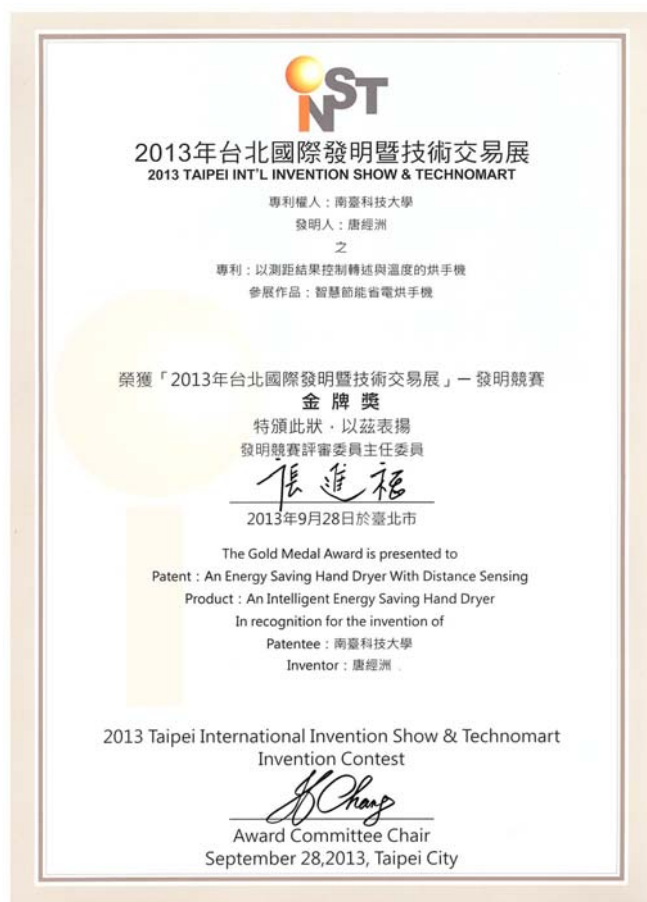 iNST
2013年台北國際發明暨技術交易展
2013 TAIPEI INT'L INVENTION SHOW & TECHNOMART
專利權人：南臺科技大學
發明人：唐經洲
之
專利：以測距結果控制轉述與溫度的烘手機
參展作品：智慧節能省電烘手機
榮獲「2013年台北國際發明暨技術交易展」－發明競賽
金牌獎
特頒此狀，以茲表揚
發明競賽評審委員主任委員
張進福
2013年9月28日於臺北市
The Gold Medal Award is presented to
Patent : An Energy Saving Hand Dryer With Distance Sensing
Product : An Intelligent Energy Saving Hand Dryer
In recognition for the invention of
Patentee : 南臺科技大學
Inventor : 唐經洲
2013 Taipei International Invention Show & Technomart
Invention Contest
JF Chang
Award Committee Chair
September 28,2013, Taipei City